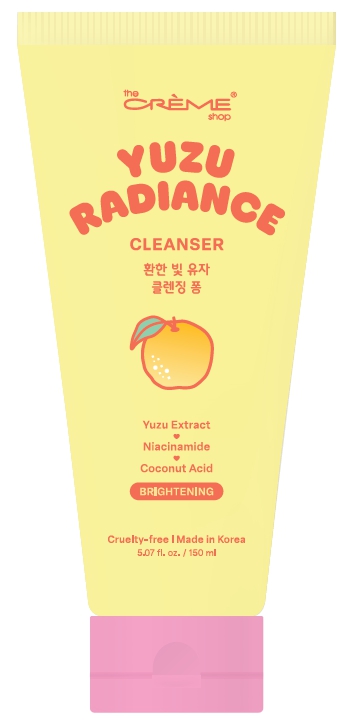 the
CRÈME®
shop
YUZU
RADIANCE
CLEANSER
환한 빛 유자
클렌징 폼
Yuzu Extract
Niacinamide
Coconut Acid
BRIGHTENING
Cruelty-free | Made in Korea
5.07 fl. oz. / 150 ml